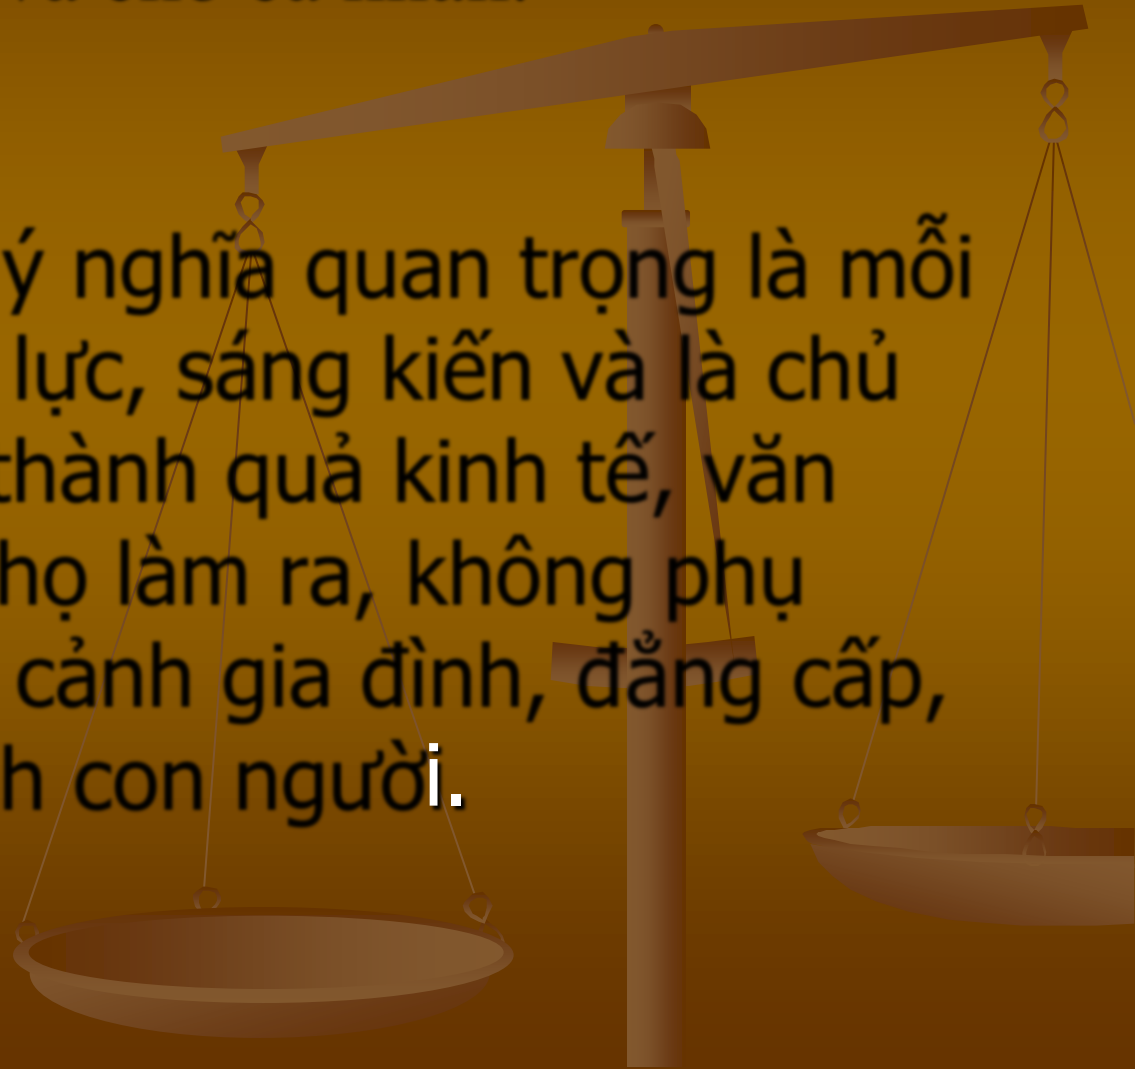 ý nghĩa quan trọng là mỗi
lực, sáng kiến và là chủ
thành quả kinh tế, văn
họ làm ra, không phụ
cảnh gia đình, đẳng cấp,
h con người.